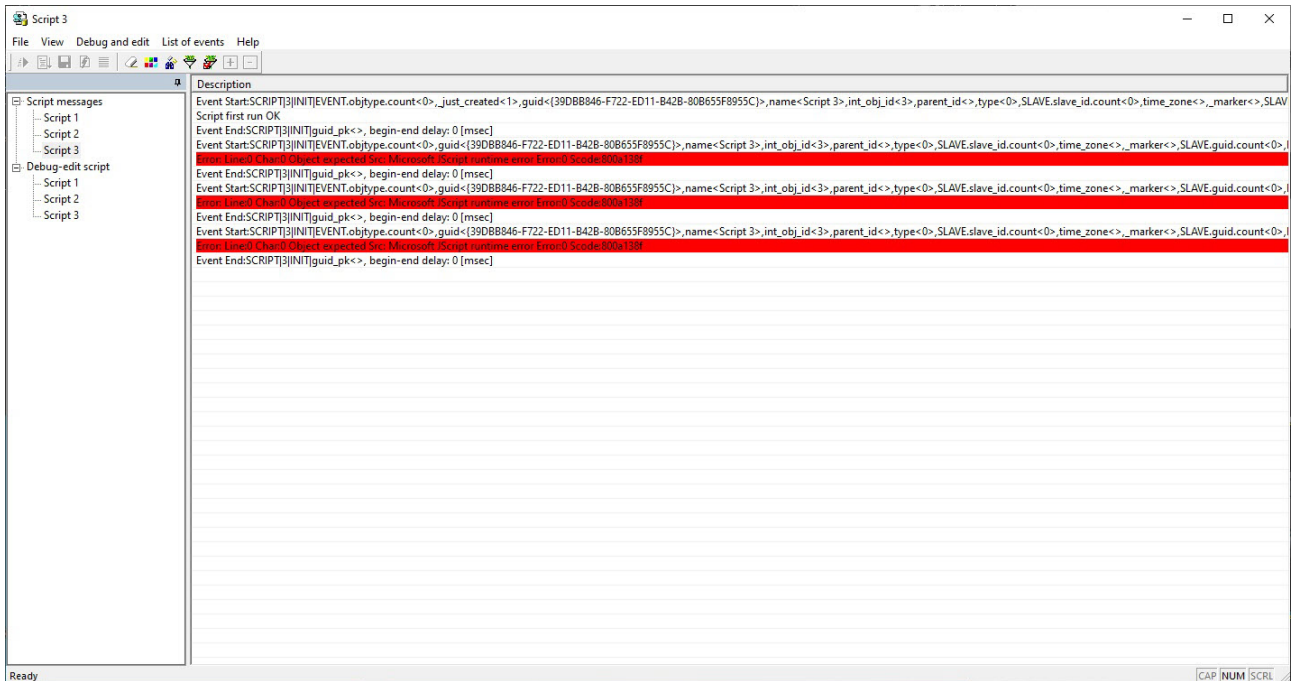 Script 3
File View Debug and edit List of events Help
Description
Script messages
Script 1
Script 2
Script 3
Debug-edit script
Script 1
Script 2
Script 3
Event Start:SCRIPT|3|INIT|EVENT.objtype.count<0>,_just_created<1>,guid<{39DBB846-F722-ED11-B42B-80B655F8955C}>,name<Script 3>,int_obj_id<3>,parent_id<>,type<0>,SLAVE.slave_id.count<0>,time_zone<>,_marker<>,SLAV
Script first run OK
Event End:SCRIPT|3|INIT|guid_pk<>, begin-end delay: 0 [msec]
Event Start:SCRIPT|3|INIT|EVENT.objtype.count<0>,guid<{39DBB846-F722-ED11-B42B-80B655F8955C}>,name<Script 3>,int_obj_id<3>,parent_id<>,type<0>,SLAVE.slave_id.count<0>,time_zone<>,_marker<>,SLAVE.guid.count<0>,
Error: Line:0 Char:0 Object expected Src: Microsoft JScript runtime error Error:0 Scode:800a138f
Event End:SCRIPT|3|INIT|guid_pk<>, begin-end delay: 0 [msec]
Event Start:SCRIPT|3|INIT|EVENT.objtype.count<0>,guid<{39DBB846-F722-ED11-B42B-80B655F8955C}>,name<Script 3>,int_obj_id<3>,parent_id<>,type<0>,SLAVE.slave_id.count<0>,time_zone<>,_marker<>,SLAVE.guid.count<0>,
Error: Line:0 Char:0 Object expected Src: Microsoft JScript runtime error Error:0 Scode:800a138f
Event End:SCRIPT|3|INIT|guid_pk<>, begin-end delay: 0 [msec]
Event Start:SCRIPT|3|INIT|EVENT.objtype.count<0>,guid<{39DBB846-F722-ED11-B42B-80B655F8955C}>,name<Script 3>,int_obj_id<3>,parent_id<>,type<0>,SLAVE.slave_id.count<0>,time_zone<>,_marker<>,SLAVE.guid.count<0>,
Error: Line:0 Char:0 Object expected Src: Microsoft JScript runtime error Error:0 Scode:800a138f
Event End:SCRIPT|3|INIT|guid_pk<>, begin-end delay: 0 [msec]
Ready
CAP NUM SCRL